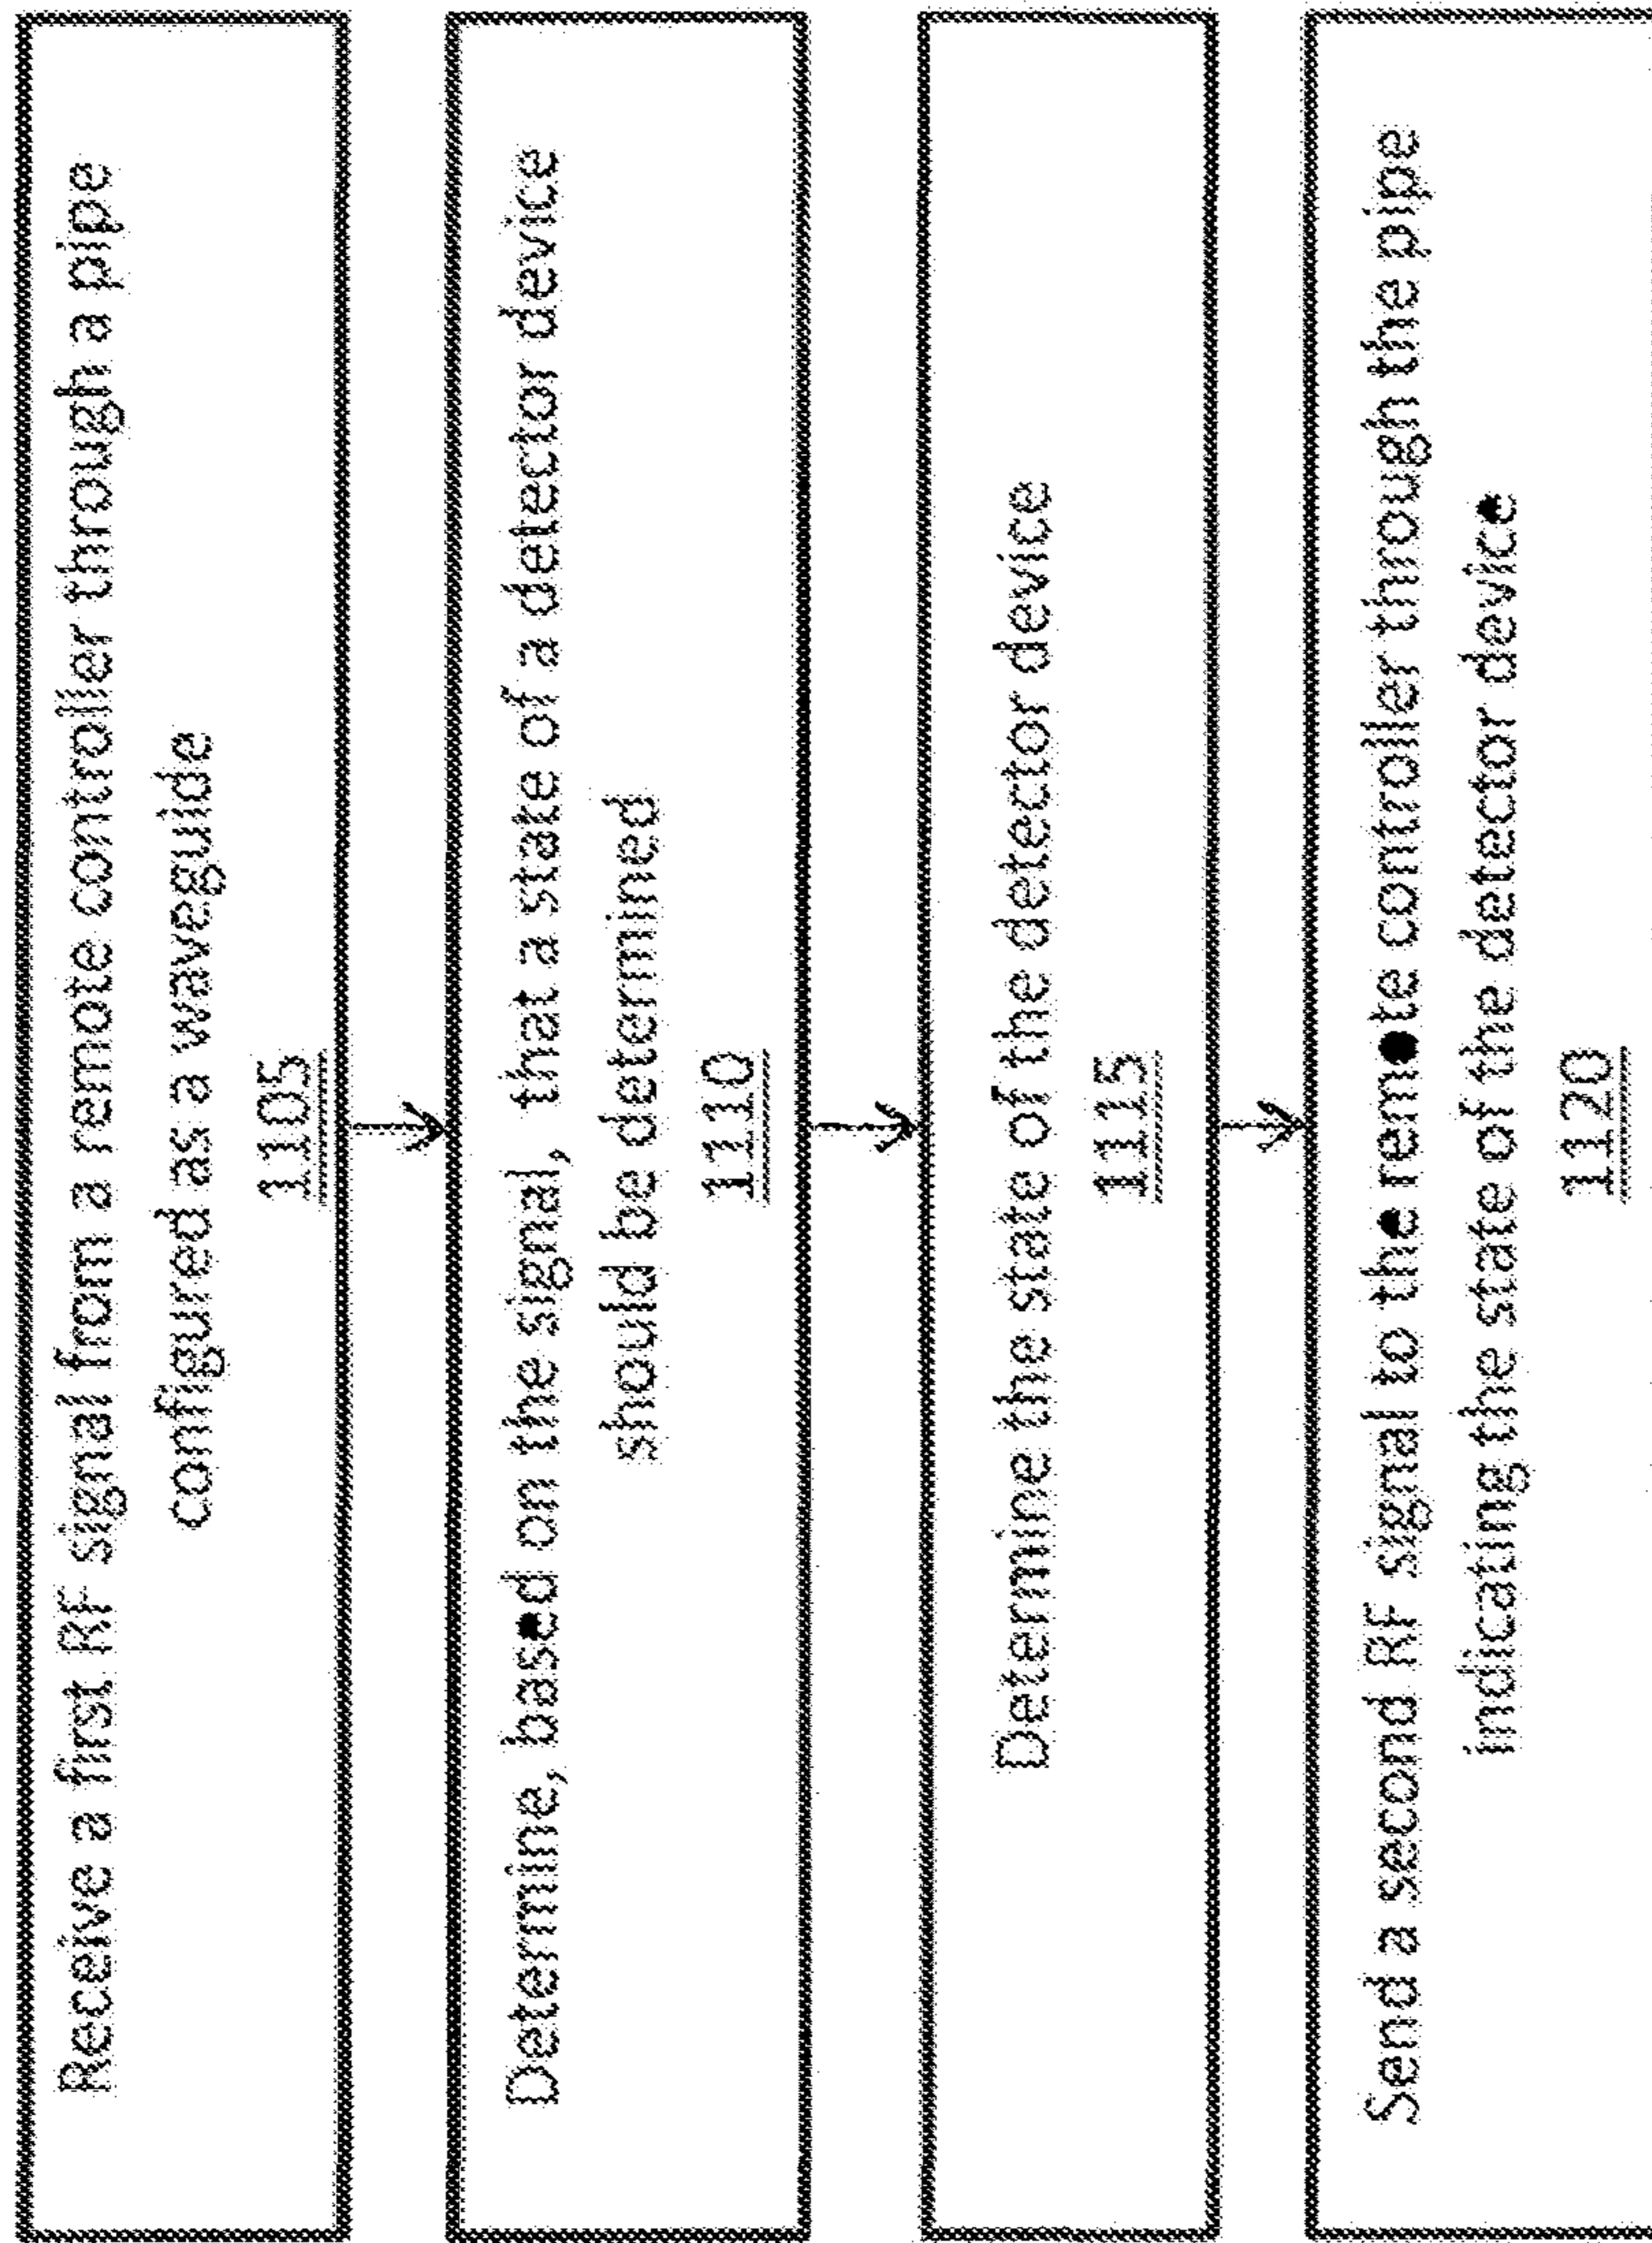 Receive a first RF signal from a remote controller through a pipe
configured as a waveguide
1105
Determine, based on the signal, that a state of a detector device
should be determined
1110
Determine the state of the detector device
1115
Send a second RF signal to the remote controller through the pipe
indicating the state of the detector device
1120